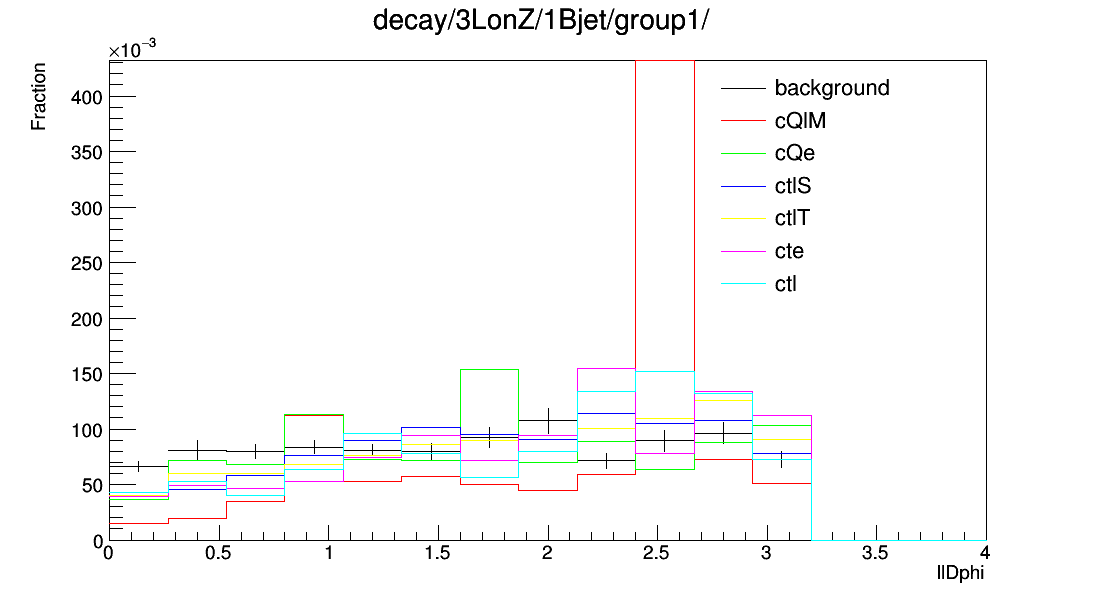 decay/3LonZ/1Bjet/group1/
×10⁻³
Fraction
400
350
300
250
200
150
100
50
0
background
cQlM
cQe
ctlS
ctlT
cte
ctl
0 0.5 1 1.5 2 2.5 3 3.5 4
llDphi